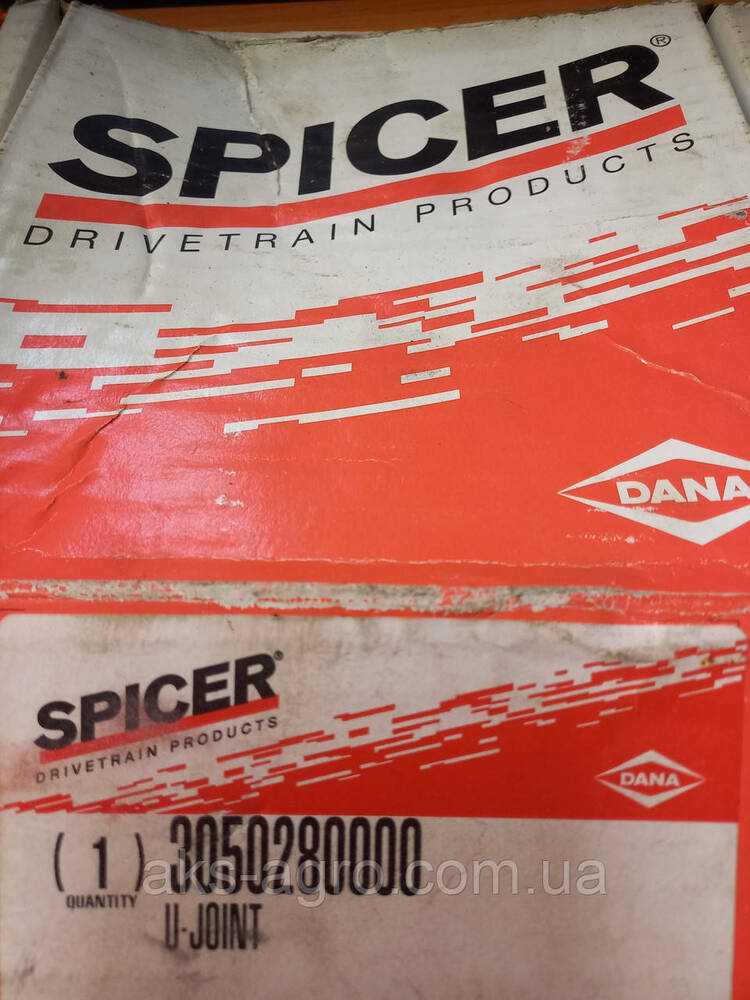 SPICER®
DRIVETRAIN PRODUCTS
DANA
SPICER®
DRIVETRAIN PRODUCTS
DANA
( 1 ) 3050280000
QUANTITY
aks-agro.com.ua
U-JOINT